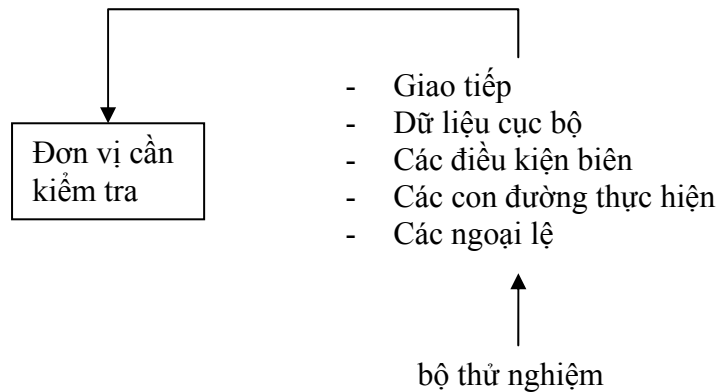 Đơn vị cần
kiểm tra
- Giao tiếp
- Dữ liệu cục bộ
- Các điều kiện biên
- Các con đường thực hiện
- Các ngoại lệ
bộ thử nghiệm